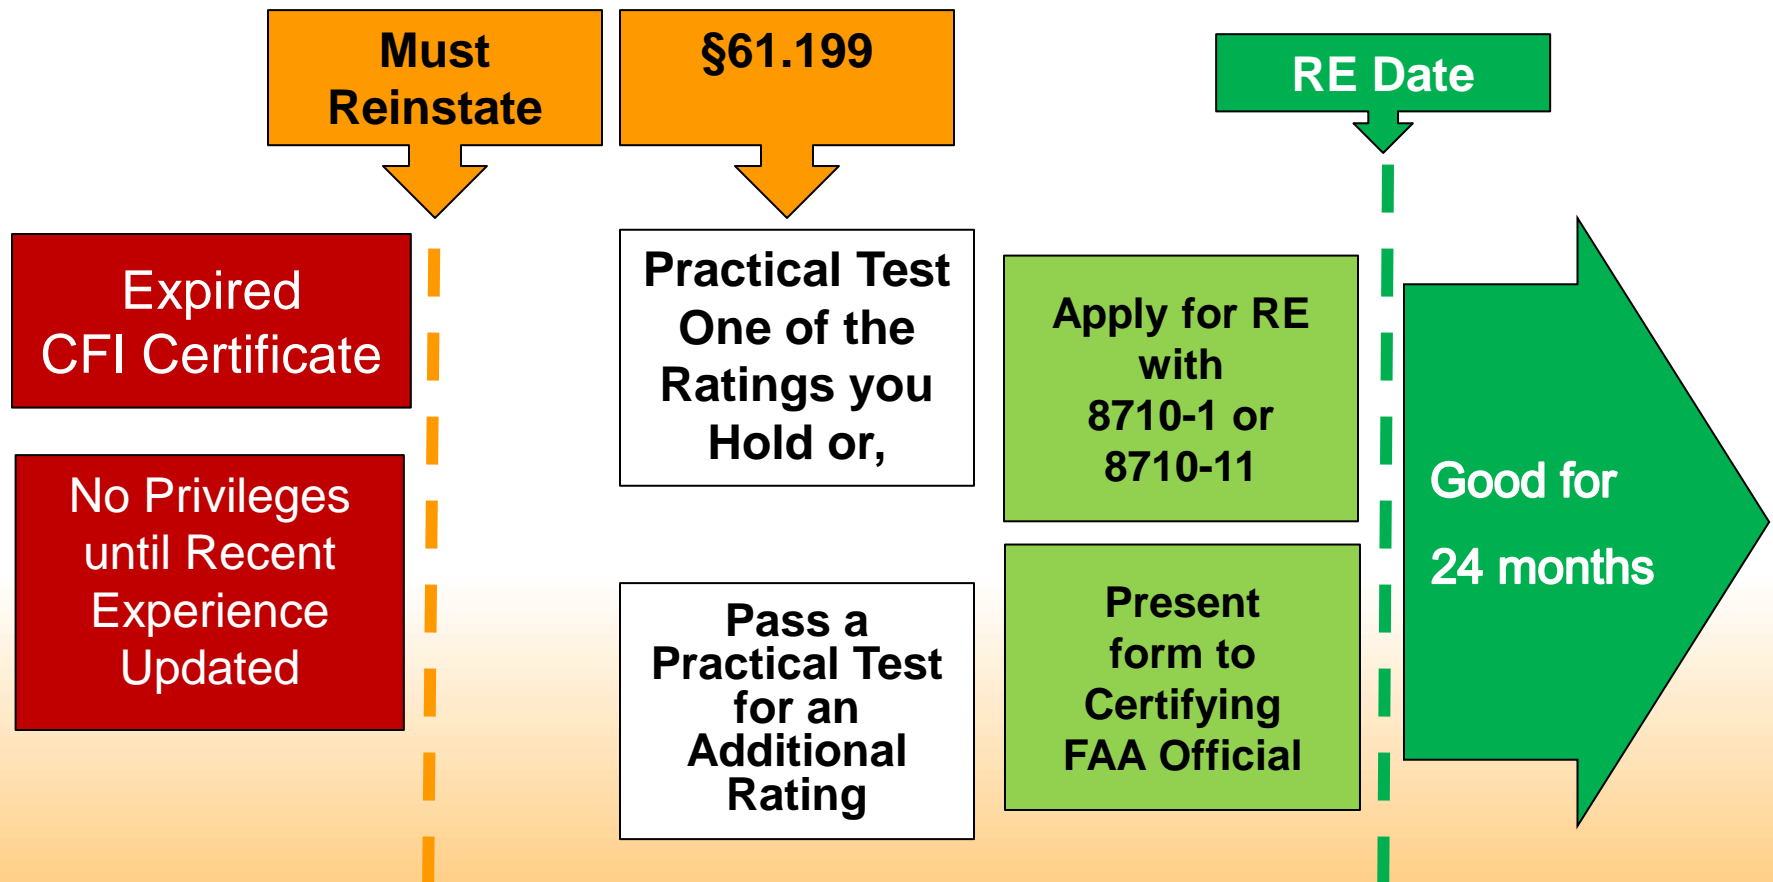 Must
Reinstate
§61.199
RE Date
Expired
CFI Certificate
No Privileges
until Recent
Experience
Updated
Practical Test
One of the
Ratings you
Hold or,
Pass a
Practical Test
for an
Additional
Rating
Apply for RE
with
8710-1 or
8710-11
Present
form to
Certifying
FAA Official
Good for
24 months